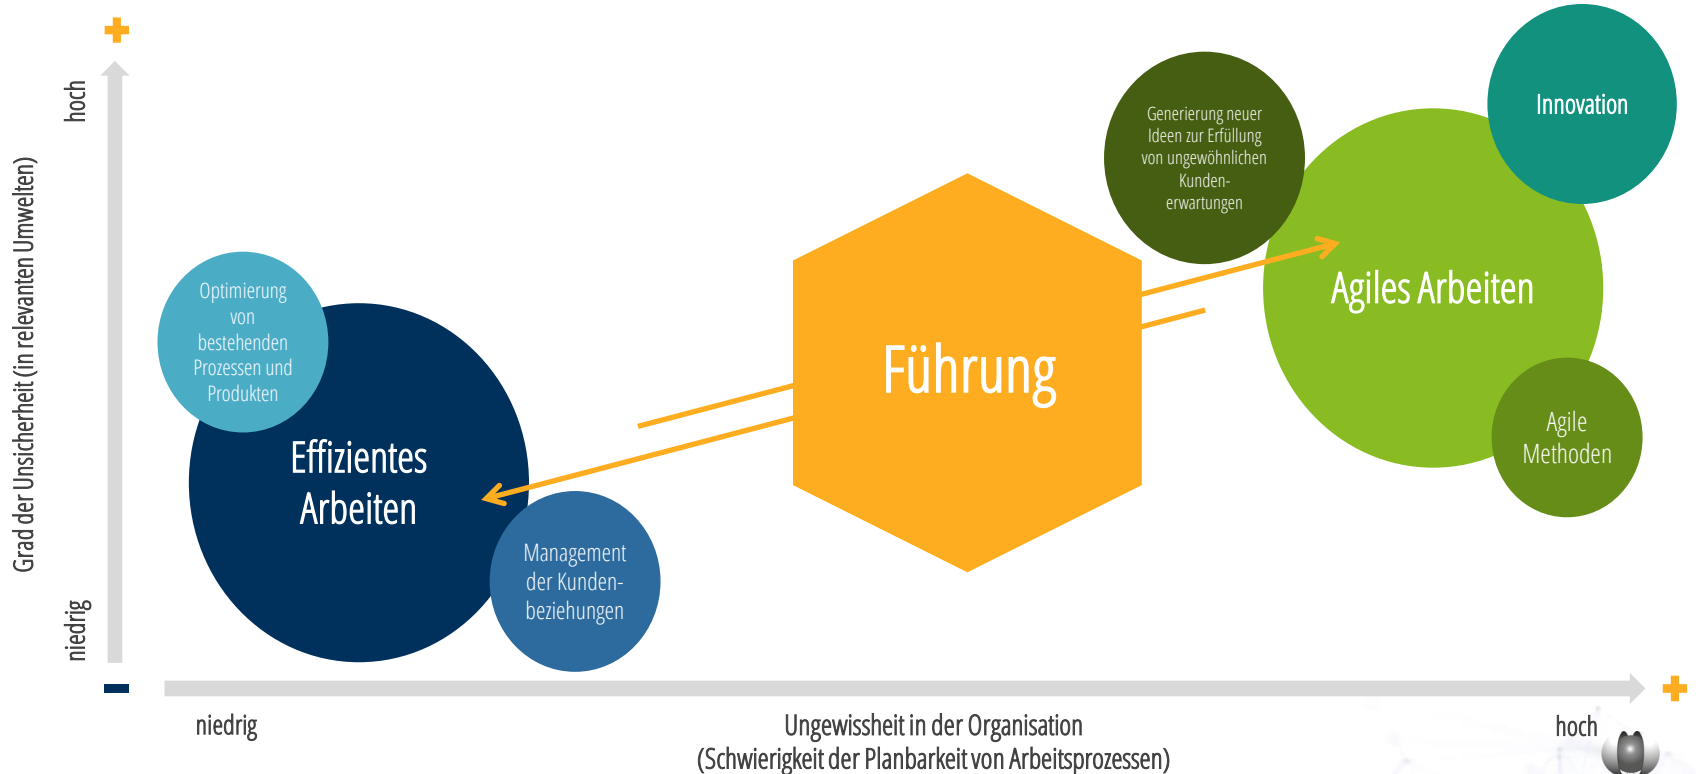 hoch
Grad der Unsicherheit (in relevanten Umwelten)
niedrig
Optimierung
von
bestehenden
Prozessen und
Produkten
Effizientes
Arbeiten
Management
der Kunden-
beziehungen
Führung
Generierung neuer
Ideen zur Erfüllung
von ungewöhnlichen
Kunden-
erwartungen
Innovation
Agiles Arbeiten
Agile
Methoden
niedrig
Ungewissheit in der Organisation
(Schwierigkeit der Planbarkeit von Arbeitsprozessen)
hoch